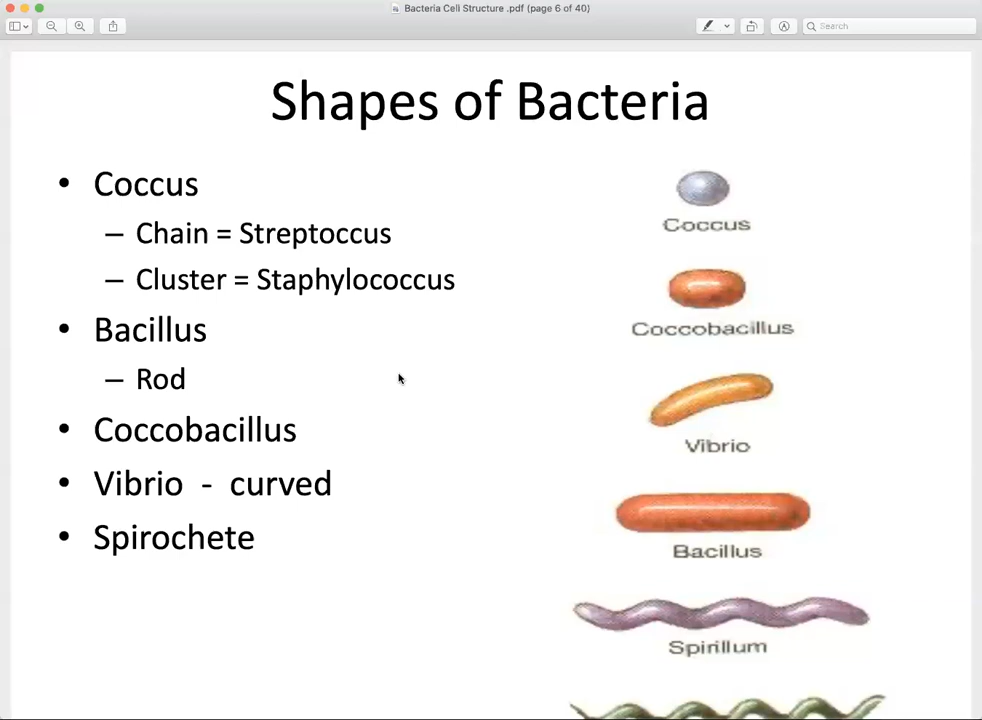 Bacteria Cell Structure .pdf (page 6 of 40)
Search
Shapes of Bacteria
• Coccus
– Chain = Streptoccus
– Cluster = Staphylococcus
• Bacillus
– Rod
• Coccobacillus
• Vibrio - curved
• Spirochete
Coccus
Coccobacillus
Vibrio
Bacillus
Spirillum